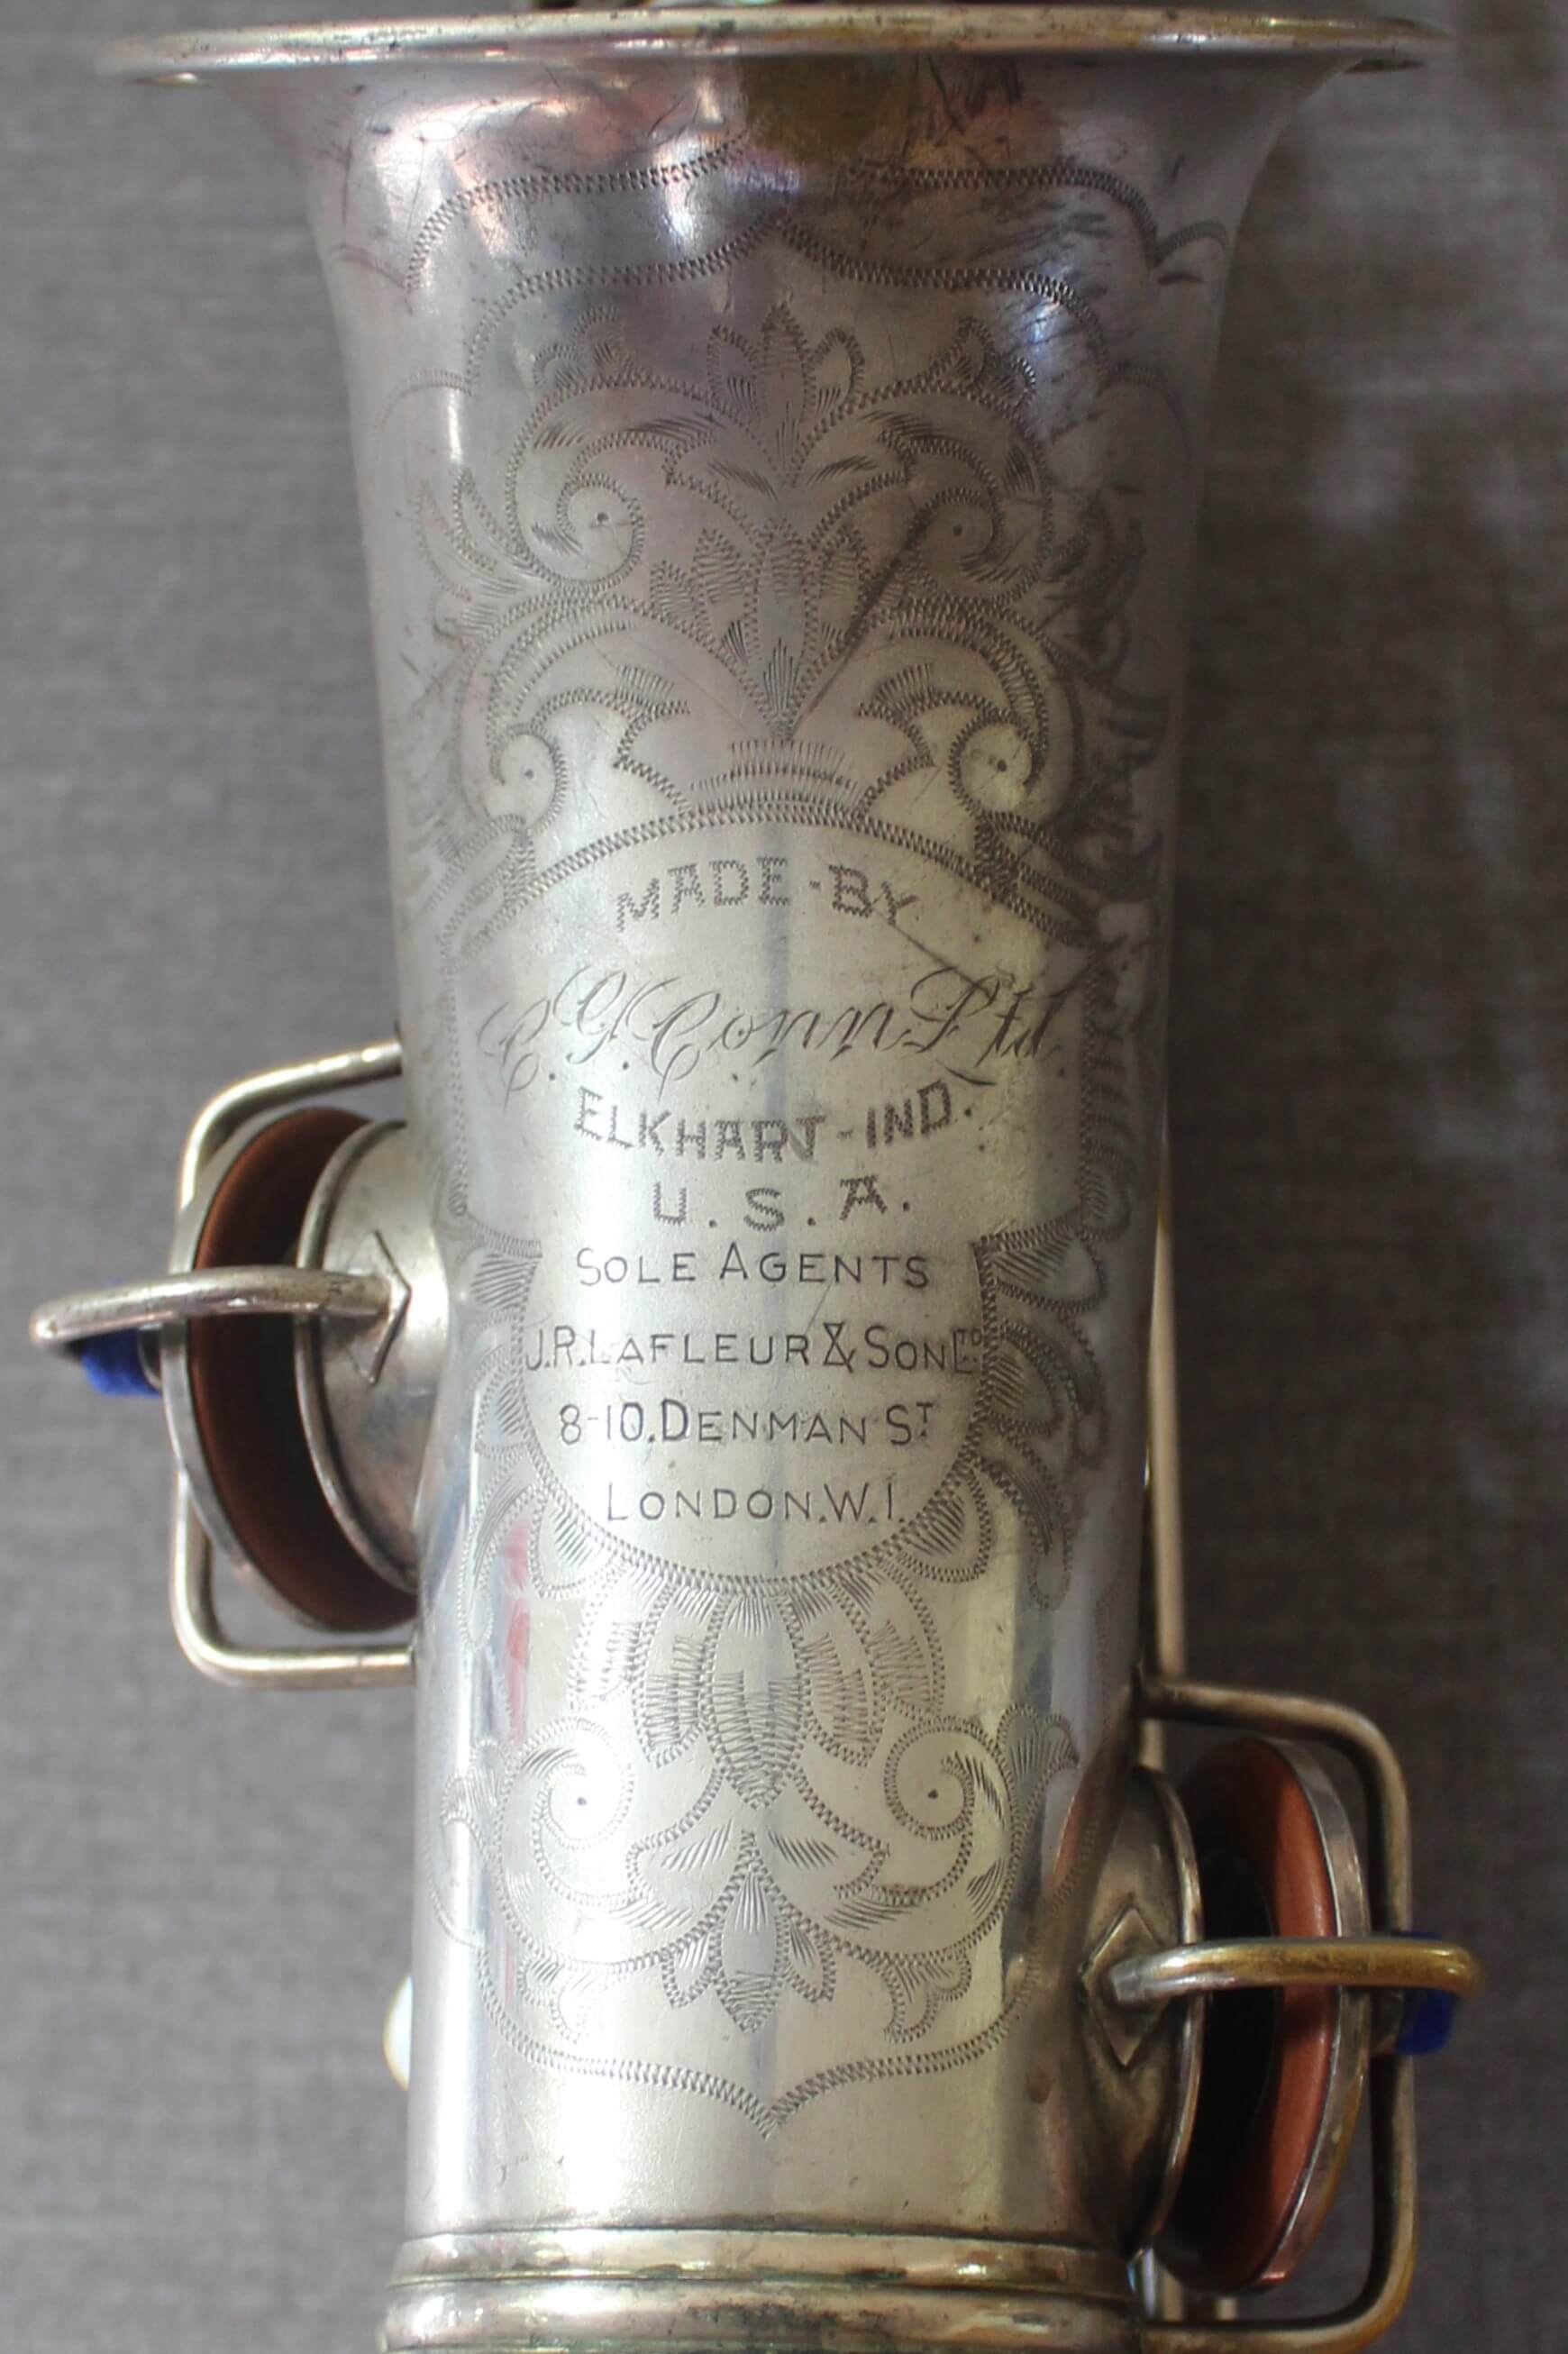 MADE-BY
C.G.Conn Ltd
ELKHART-IND.
U.S.A.
SOLE AGENTS
J.R.LAFLEUR & SON LTD
8-10.DENMAN ST
LONDON.W.1.